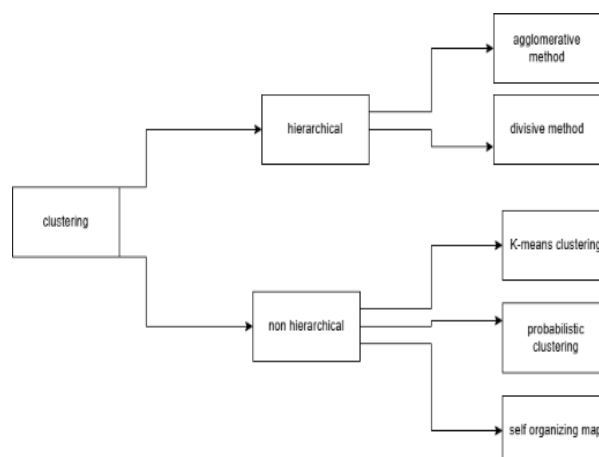 agglomerative
method
hierarchical
divisive method
clustering
K-means clustering
non hierarchical
probabilistic
clustering
self organizing map